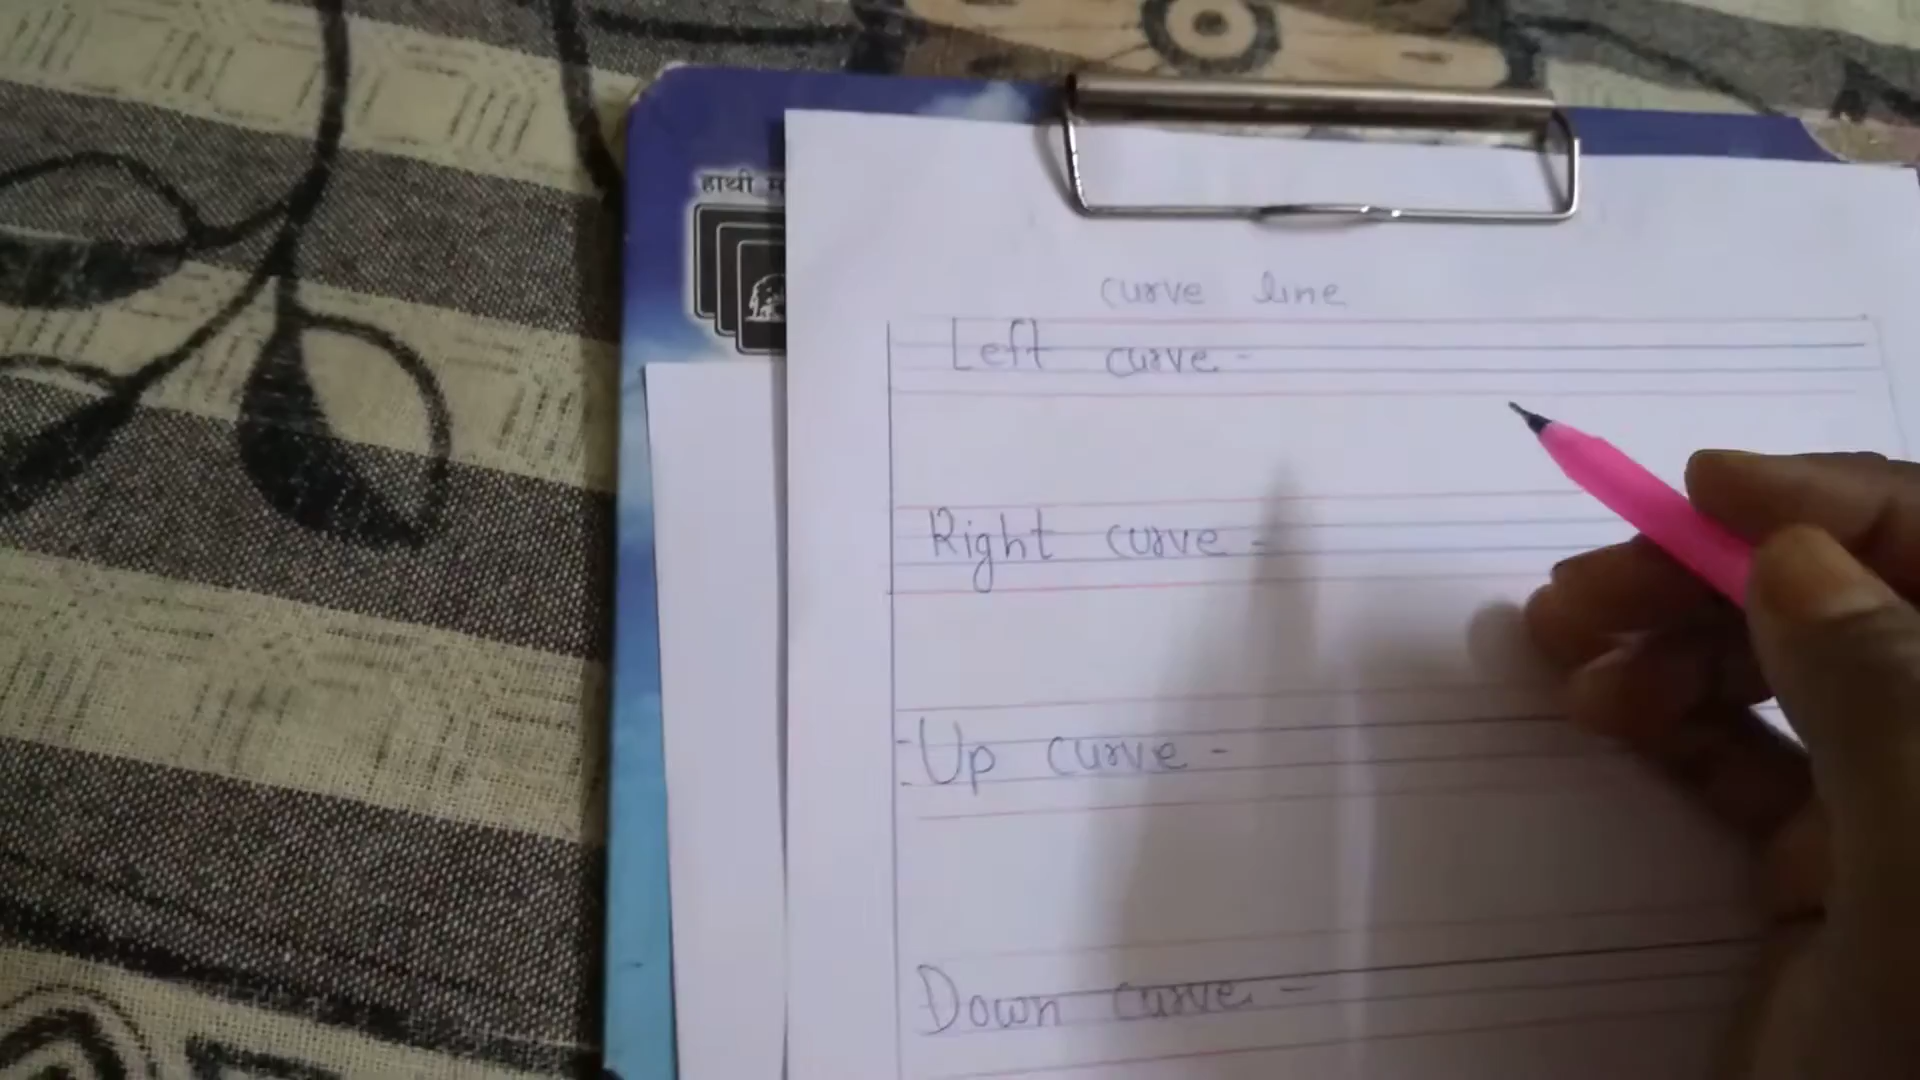 हाथी
curve line
Left curve -
Right curve -
Up curve -
Down curve -